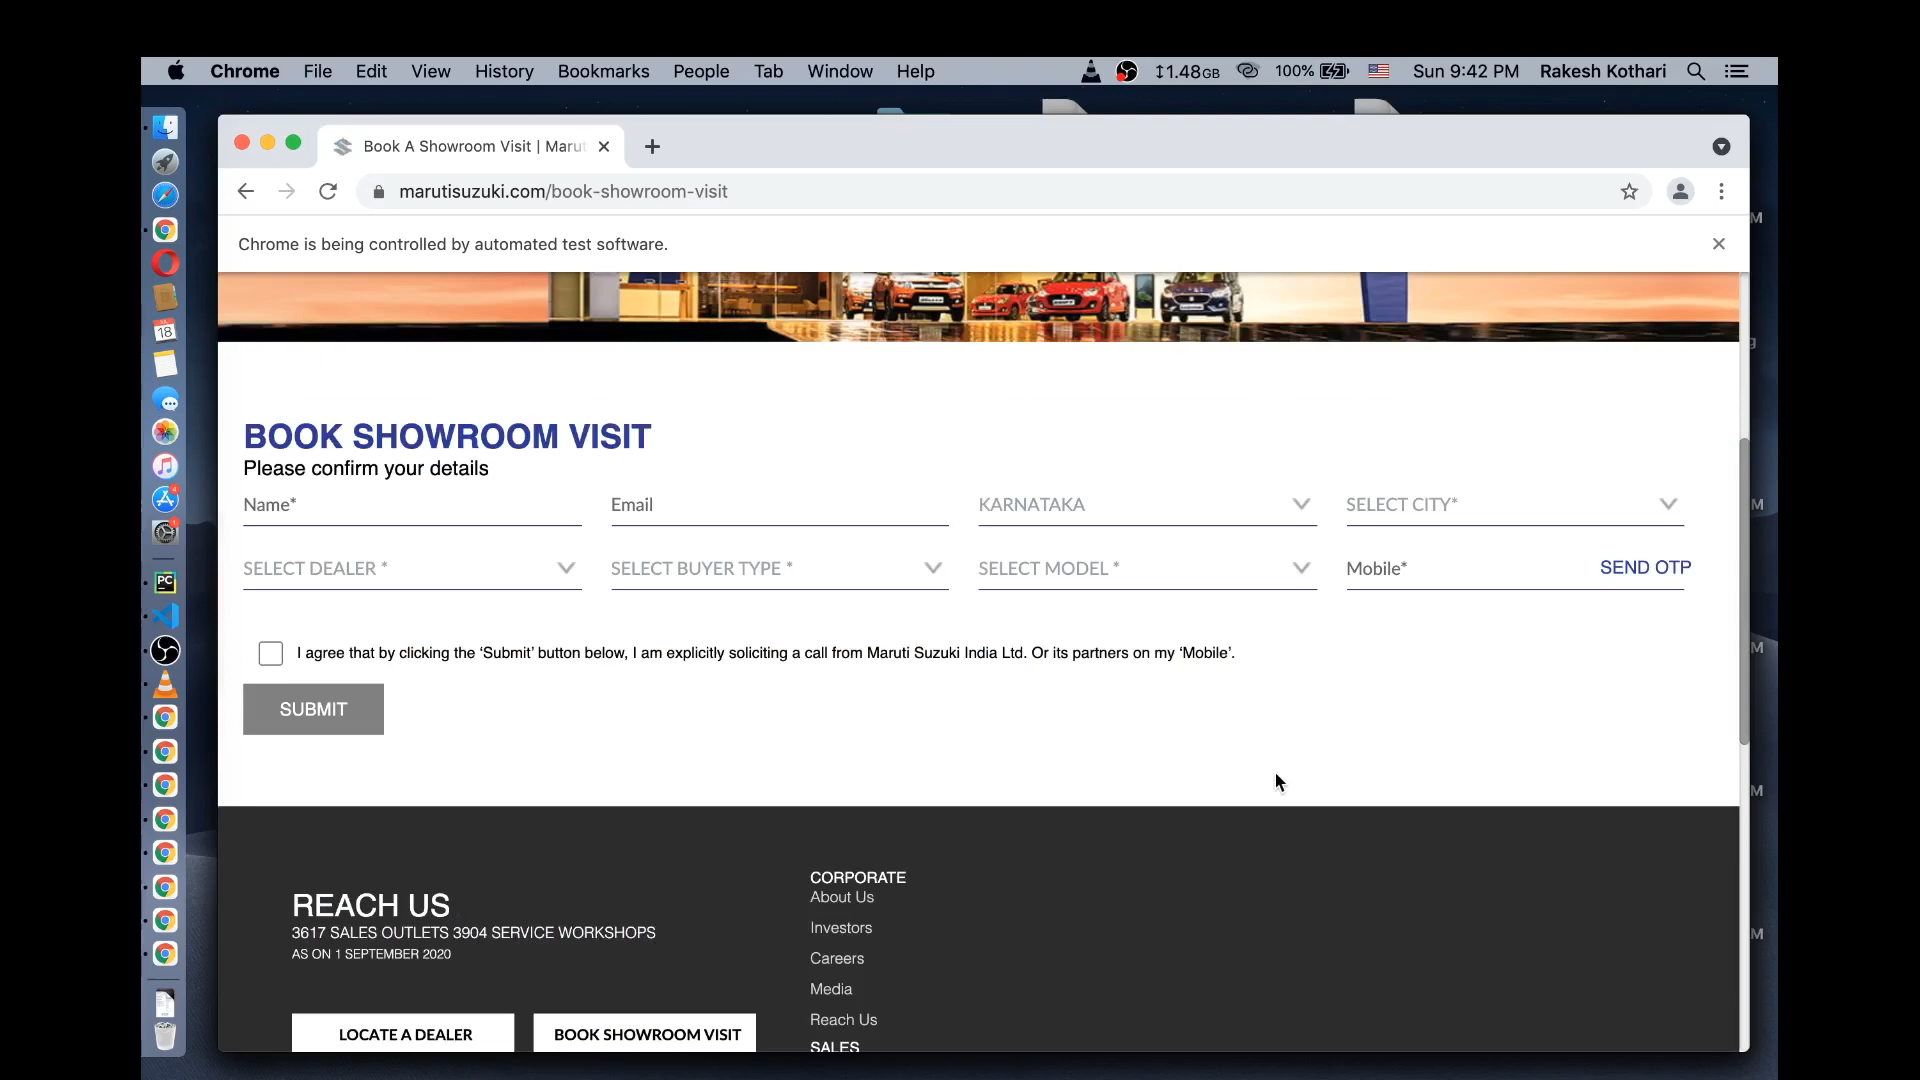 Chrome File Edit View History Bookmarks People Tab Window Help 1.48GB 100% Sun 9:42 PM Rakesh Kothari
Book A Showroom Visit | Marut
marutisuzuki.com/book-showroom-visit
Chrome is being controlled by automated test software.
BOOK SHOWROOM VISIT
Please confirm your details
Name* Email KARNATAKA SELECT CITY*
SELECT DEALER * SELECT BUYER TYPE * SELECT MODEL * Mobile* SEND OTP
I agree that by clicking the ‘Submit’ button below, I am explicitly soliciting a call from Maruti Suzuki India Ltd. Or its partners on my ‘Mobile’.
SUBMIT
REACH US
3617 SALES OUTLETS 3904 SERVICE WORKSHOPS
AS ON 1 SEPTEMBER 2020
LOCATE A DEALER BOOK SHOWROOM VISIT
CORPORATE
About Us
Investors
Careers
Media
Reach Us
SALES
18
4
1
PC
M
g
M
M
M
M